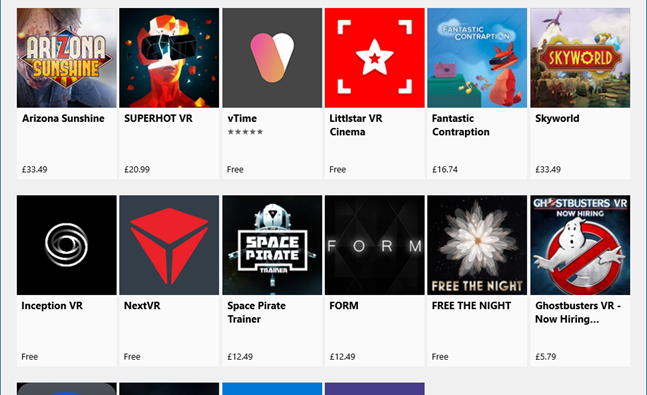 ARIZONA
SUNSHINE
FANTASTIC
CONTRAPTION
SKYWORLD
Arizona Sunshine
SUPERHOT VR
vTime
Littlstar VR
Cinema
Fantastic
Contraption
Skyworld
£33.49
£20.99
Free
Free
£16.74
£33.49
SPACE
PIRATE
TRAINER
FORM
FREE THE NIGHT
GHOSTBUSTERS VR
NOW HIRING
Inception VR
NextVR
Space Pirate
Trainer
FORM
FREE THE NIGHT
Ghostbusters VR -
Now Hiring...
Free
Free
£12.49
£12.49
Free
£5.79